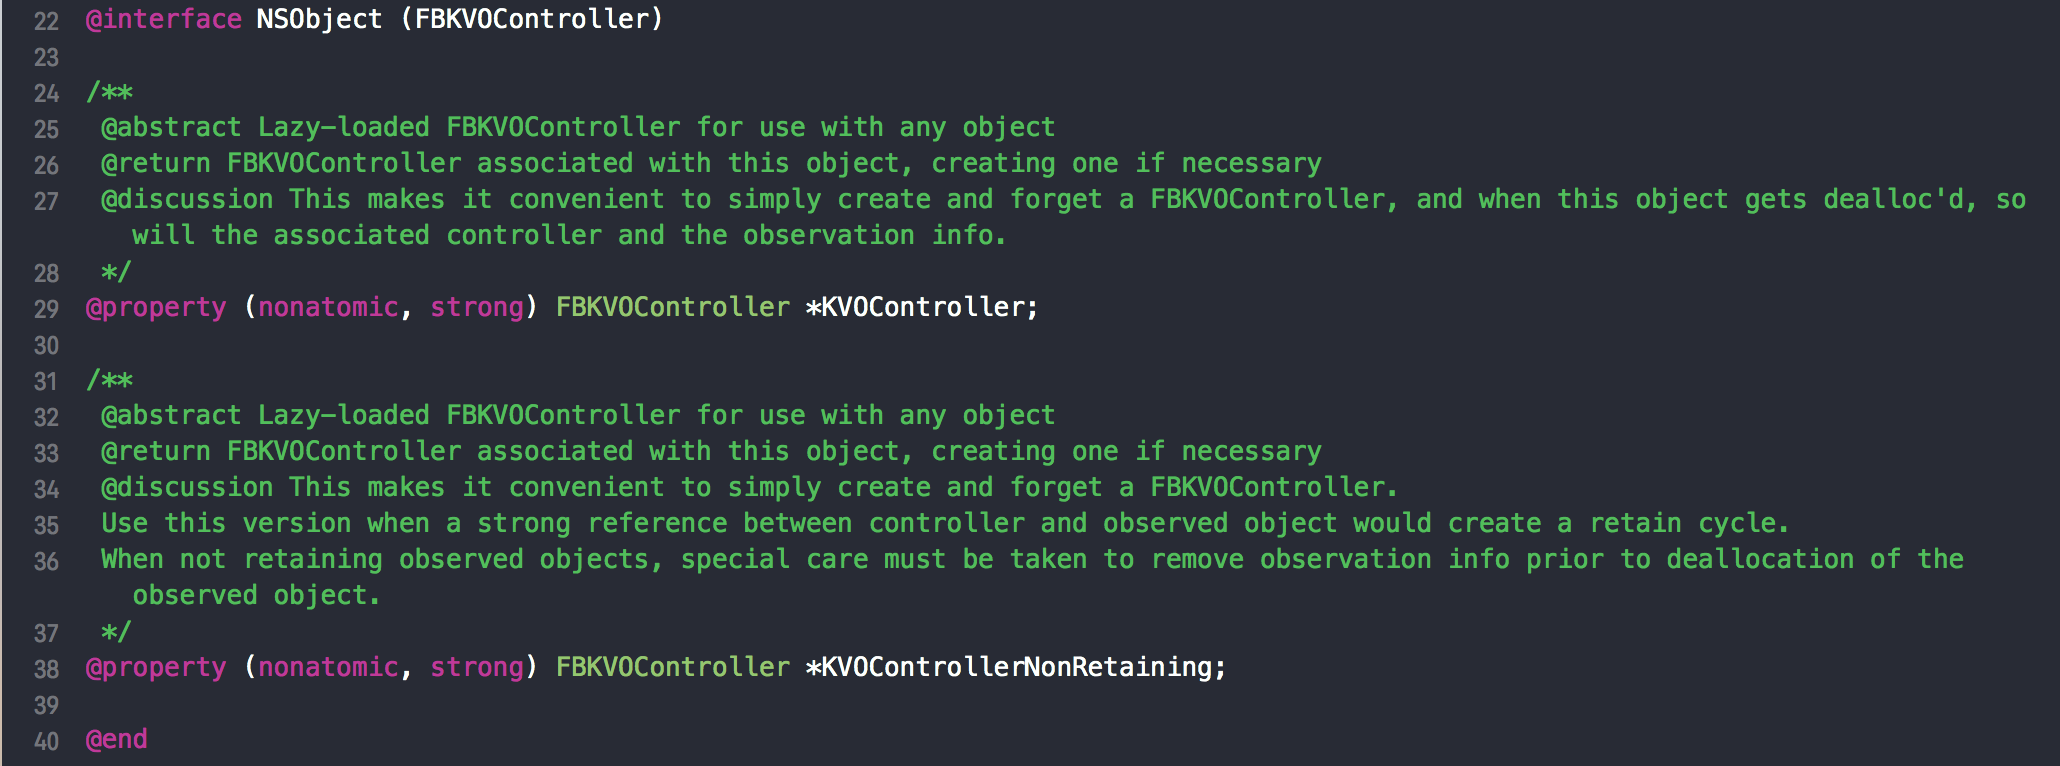 22 @interface NSObject (FBKVOController)
23
24 /**
25 @abstract Lazy-loaded FBKVOController for use with any object
26 @return FBKVOController associated with this object, creating one if necessary
27 @discussion This makes it convenient to simply create and forget a FBKVOController, and when this object gets dealloc'd, so
will the associated controller and the observation info.
28 */
29 @property (nonatomic, strong) FBKVOController *KVOController;
30
31 /**
32 @abstract Lazy-loaded FBKVOController for use with any object
33 @return FBKVOController associated with this object, creating one if necessary
34 @discussion This makes it convenient to simply create and forget a FBKVOController.
35 Use this version when a strong reference between controller and observed object would create a retain cycle.
36 When not retaining observed objects, special care must be taken to remove observation info prior to deallocation of the
observed object.
37 */
38 @property (nonatomic, strong) FBKVOController *KVOControllerNonRetaining;
39
40 @end